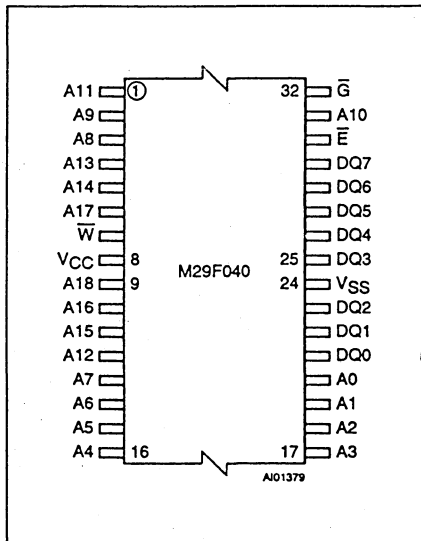 A11 ① 32 G̅
A9 A10
A8 E̅
A13 DQ7
A14 DQ6
A17 DQ5
W̅ DQ4
VCC 8 25 DQ3
M29F040
A18 9 24 VSS
A16 DQ2
A15 DQ1
A12 DQ0
A7 A0
A6 A1
A5 A2
A4 16 17 A3
AI01379